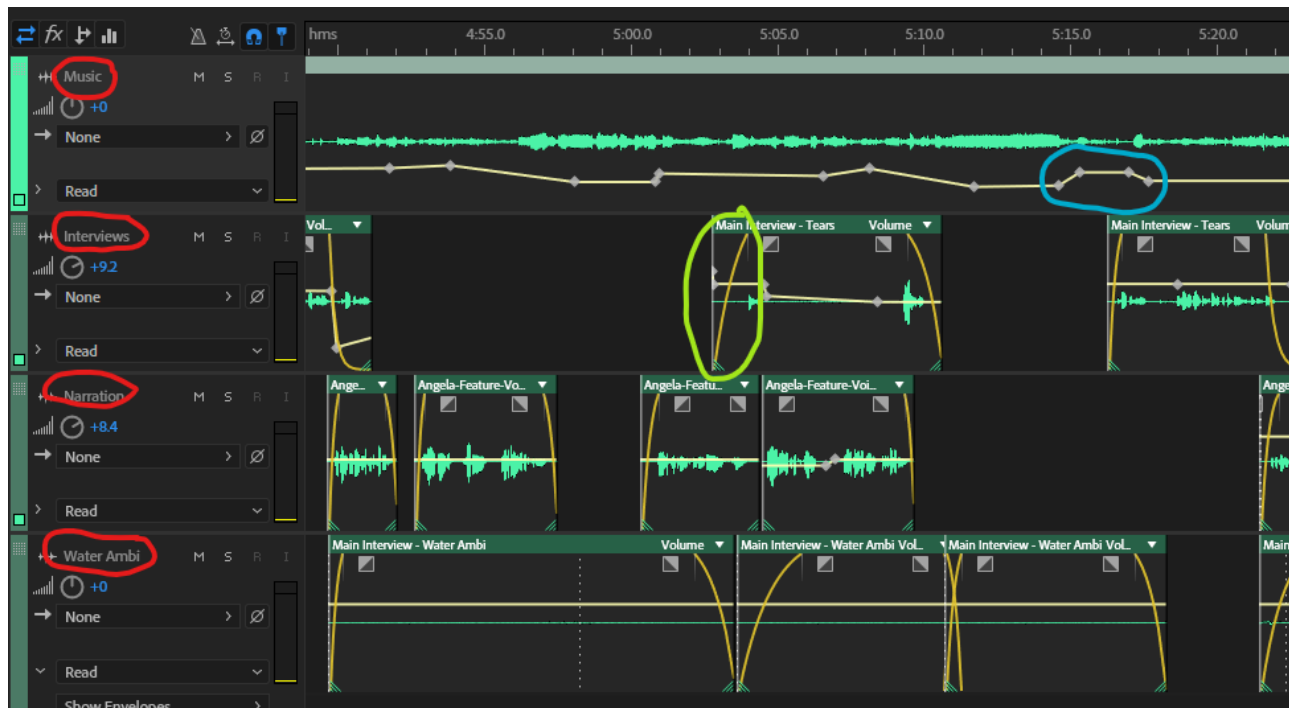 hms 4:55.0 5:00.0 5:05.0 5:10.0 5:15.0 5:20.0
Music M S R I
+0
None
Read
Interviews M S R I
+9.2
None
Read
Vol... Main Interview - Tears Volume Main Interview - Tears Volum
Narration M S R I
+8.4
None
Read
Ange... Angela-Feature-Vo... Angela-Featu... Angela-Feature-Voi... Ange
Water Ambi M S R I
+0
None
Read
Show Envelopes
Main Interview - Water Ambi Volume Main Interview - Water Ambi Vol... Main Interview - Water Ambi Vol... Main